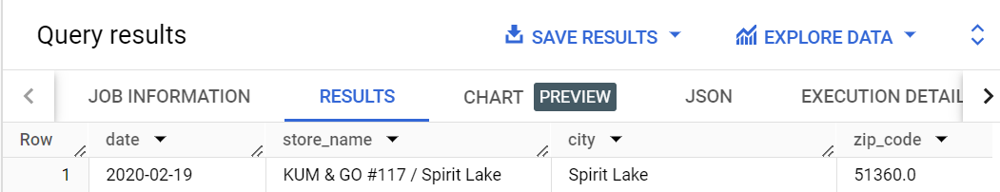 Query results SAVE RESULTS EXPLORE DATA
JOB INFORMATION RESULTS CHART PREVIEW JSON EXECUTION DETAIL
Row date store_name city zip_code
1 2020-02-19 KUM & GO #117 / Spirit Lake Spirit Lake 51360.0